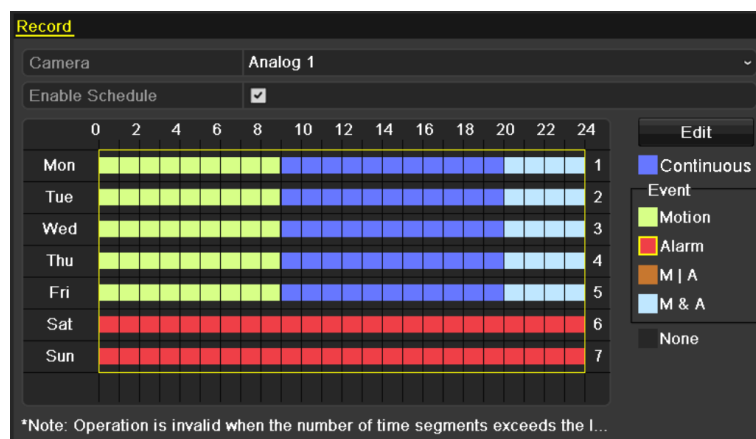 Record
Camera Analog 1
Enable Schedule
0 2 4 6 8 10 12 14 16 18 20 22 24
Edit
Mon 1
Continuous
Event
Tue 2
Motion
Wed 3
Alarm
Thu 4
M | A
Fri 5
M & A
Sat 6
None
Sun 7
*Note: Operation is invalid when the number of time segments exceeds the l...